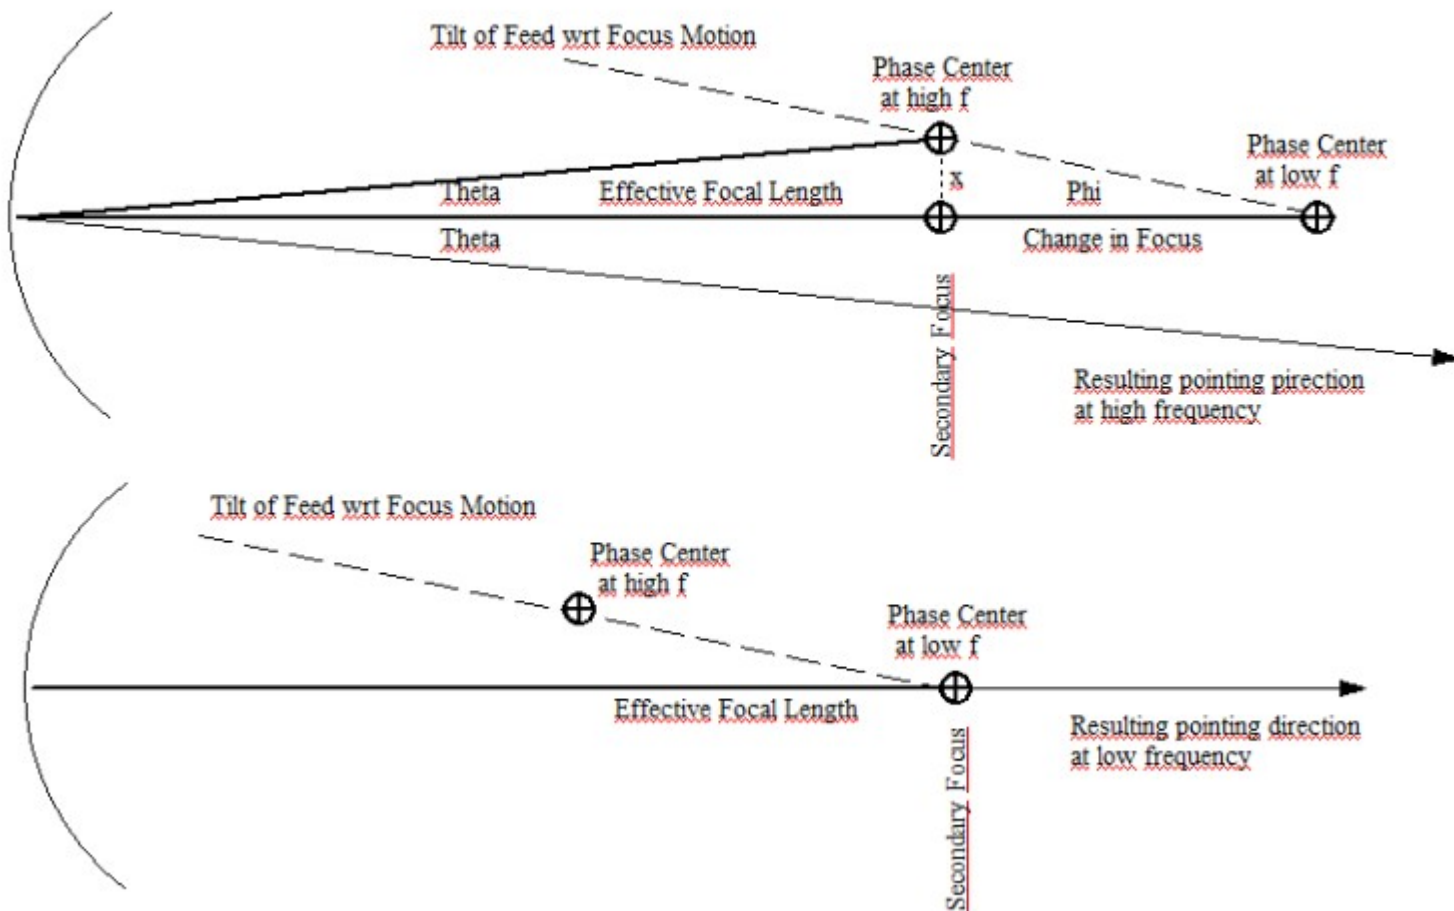 Tilt of Feed wrt Focus Motion
Phase Center
at high f
Phase Center
at low f
x
Theta
Effective Focal Length
Phi
Theta
Change in Focus
Secondary Focus
Resulting pointing pirection
at high frequency
Tilt of Feed wrt Focus Motion
Phase Center
at high f
Phase Center
at low f
Effective Focal Length
Resulting pointing direction
at low frequency
Secondary Focus